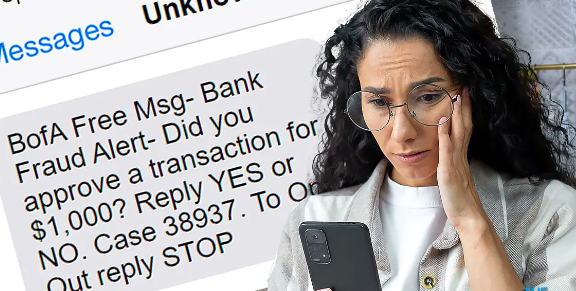 Messages
BofA Free Msg- Bank
Fraud Alert- Did you
approve a transaction for
$1,000? Reply YES or
NO. Case 38937. To
Out reply STOP